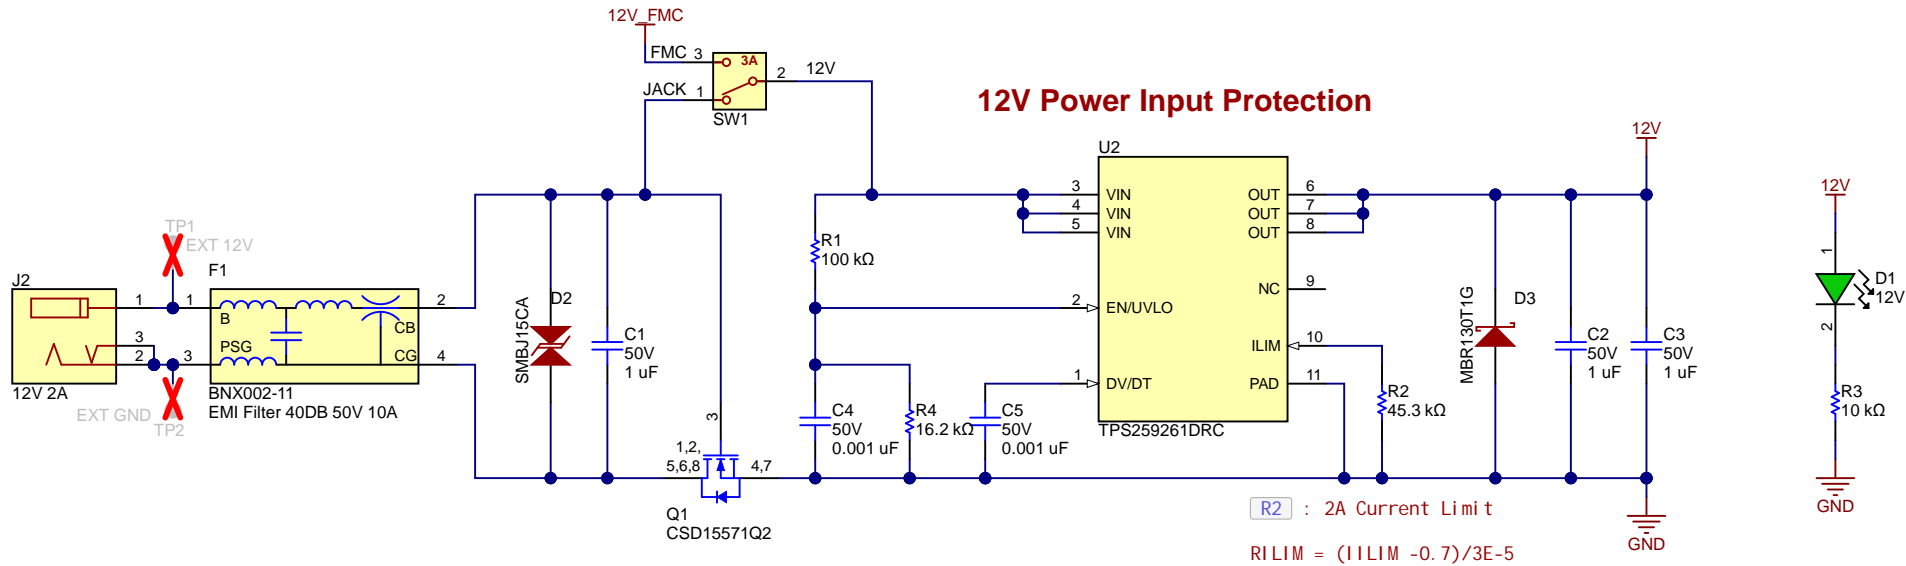 12V_FMC
FMC 3
3A
2 12V
JACK 1
SW1
12V Power Input Protection
U2
12V
3 VIN OUT 6
4 VIN OUT 7
5 VIN OUT 8
NC 9
2 EN/UVLO
ILIM 10
1 DV/DT PAD 11
TPS259261DRC
TP1
EXT 12V
J2
1
3
2
12V 2A
EXT GND
TP2
F1
1 B CB 2
3 PSG CG 4
BNX002-11
EMI Filter 40DB 50V 10A
D2
SMBJ15CA
C1
50V
1 uF
3
1,2,
5,6,8 4,7
Q1
CSD15571Q2
R1
100 kΩ
C4
50V
0.001 uF
R4
16.2 kΩ
C5
50V
0.001 uF
R2
45.3 kΩ
D3
MBR130T1G
C2
50V
1 uF
C3
50V
1 uF
GND
R2 : 2A Current Limit
RILIM = (IILIM -0.7)/3E-5
12V
1
D1
12V
2
R3
10 kΩ
GND